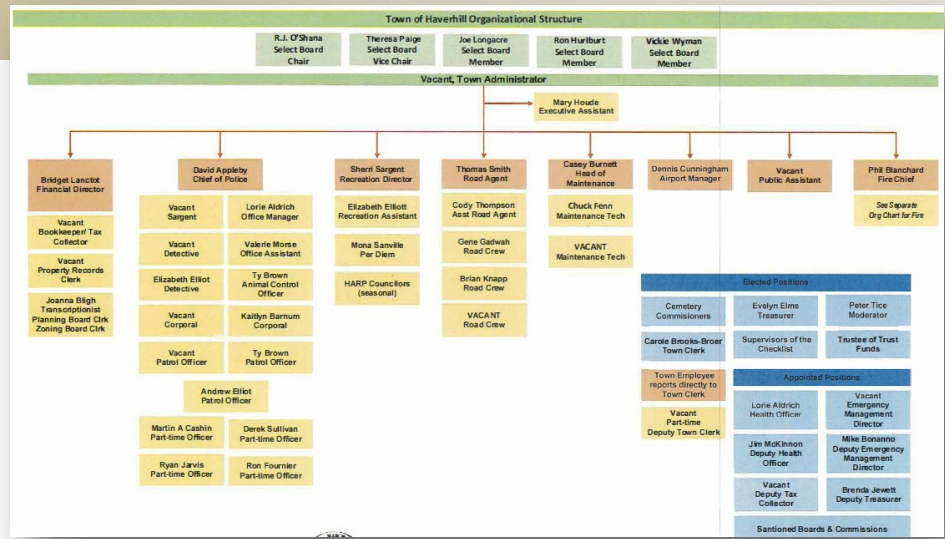 Town of Haverhill Organizational Structure
R.J. O'Shana
Select Board
Chair
Theresa Paige
Select Board
Vice Chair
Joe Longacre
Select Board
Member
Ron Hurlburt
Select Board
Member
Vickie Wyman
Select Board
Member
Vacant, Town Administrator
Mary Houde
Executive Assistant
Bridget Lanctot
Financial Director
Vacant
Bookkeeper/ Tax
Collector
Vacant
Property Records
Clerk
Joanna Bligh
Transcriptionist
Planning Board Clrk
Zoning Board Clrk
David Appleby
Chief of Police
Vacant
Sargent
Lorie Aldrich
Office Manager
Vacant
Detective
Valerie Morse
Office Assistant
Elizabeth Elliot
Detective
Ty Brown
Animal Control
Officer
Vacant
Corporal
Kaitlyn Barnum
Corporal
Vacant
Patrol Officer
Ty Brown
Patrol Officer
Andrew Elliot
Patrol Officer
Martin A Cashin
Part-time Officer
Derek Sullivan
Part-time Officer
Ryan Jarvis
Part-time Officer
Ron Fournier
Part-time Officer
Sherri Sargent
Recreation Director
Elizabeth Elliott
Recreation Assistant
Mona Sanville
Per Diem
HARP Councilors
(seasonal)
Thomas Smith
Road Agent
Cody Thompson
Asst Road Agent
Gene Gadwah
Road Crew
Brian Knapp
Road Crew
VACANT
Road Crew
Casey Burnett
Head of
Maintenance
Chuck Fenn
Maintenance Tech
VACANT
Maintenance Tech
Dennis Cunningham
Airport Manager
Vacant
Public Assistant
Phil Blanchard
Fire Chief
See Separate
Org Chart for Fire
Elected Positions
Cemetery
Commisioners
Evelyn Elms
Treasurer
Peter Tice
Moderator
Carole Brooks-Broer
Town Clerk
Supervisors of the
Checklist
Trustee of Trust
Funds
Town Employee
reports directly to
Town Clerk
Vacant
Part-time
Deputy Town Clerk
Appointed Positions
Lorie Aldrich
Health Officer
Vacant
Emergency
Management
Director
Jim McKinnon
Deputy Health
Officer
Mike Bonanno
Deputy Emergency
Management
Director
Vacant
Deputy Tax
Collector
Brenda Jewett
Deputy Treasurer
Santioned Boards & Commissions